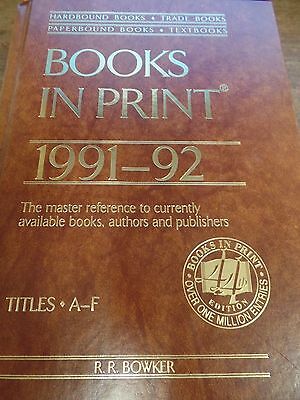 HARDBOUND BOOKS • TRADE BOOKS
PAPERBOUND BOOKS • TEXTBOOKS
BOOKS
IN PRINT®
1991–92
The master reference to currently
available books, authors and publishers
TITLES • A–F
• BOOKS IN PRINT •
44th
EDITION
OVER ONE MILLION ENTRIES
R. R. BOWKER